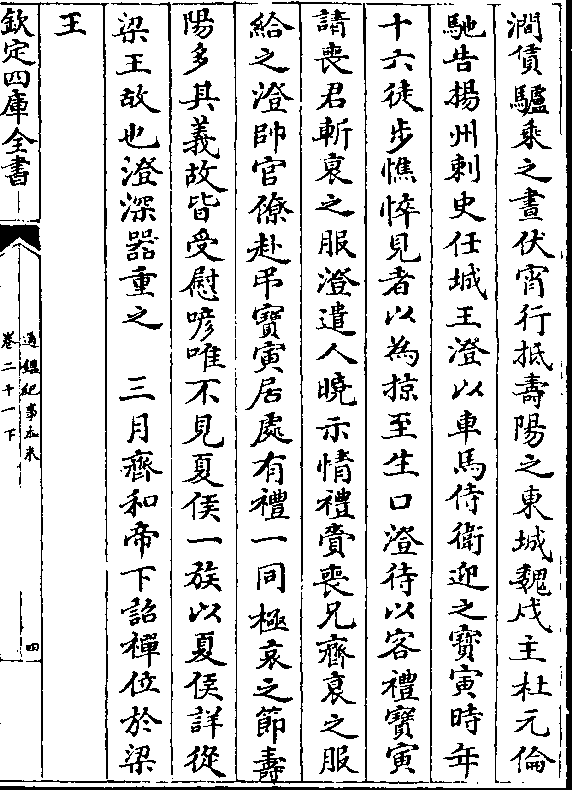 澗賃驢乘之晝伏宵行抵壽陽之東城魏戍主杜元倫
馳告揚州刺史任城王澄以車馬侍衛迎之寶寅時年
十六徒步憔悴見者以為掠至生口澄待以客禮寶寅
請喪君斬衰之服澄遣人曉示情禮賫喪兄齊衰之服
給之澄帥官僚赴弔寶寅居處有禮一同極哀之節壽
陽多其義故皆受慰唁唯不見夏侯一族以夏侯詳從
梁王故也澄深器重之　三月齊和帝下詔禪位於梁
王
欽定四庫全書
通鑑紀事本末
卷二十一下
四